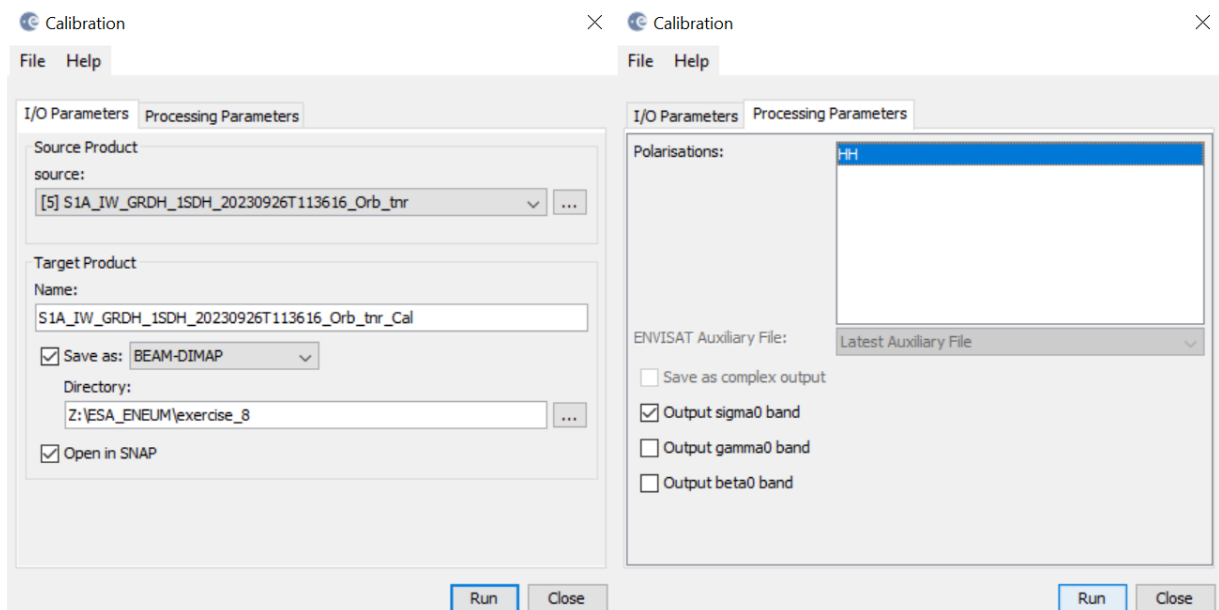 Calibration
File Help
I/O Parameters Processing Parameters
Source Product
source:
[5] S1A_IW_GRDH_1SDH_20230926T113616_Orb_tnr ...
Target Product
Name:
S1A_IW_GRDH_1SDH_20230926T113616_Orb_tnr_Cal
Save as: BEAM-DIMAP
Directory:
Z:\ESA_ENEUM\exercise_8 ...
Open in SNAP
Run Close
Calibration
File Help
I/O Parameters Processing Parameters
Polarisations: HH
ENVISAT Auxiliary File: Latest Auxiliary File
Save as complex output
Output sigma0 band
Output gamma0 band
Output beta0 band
Run Close